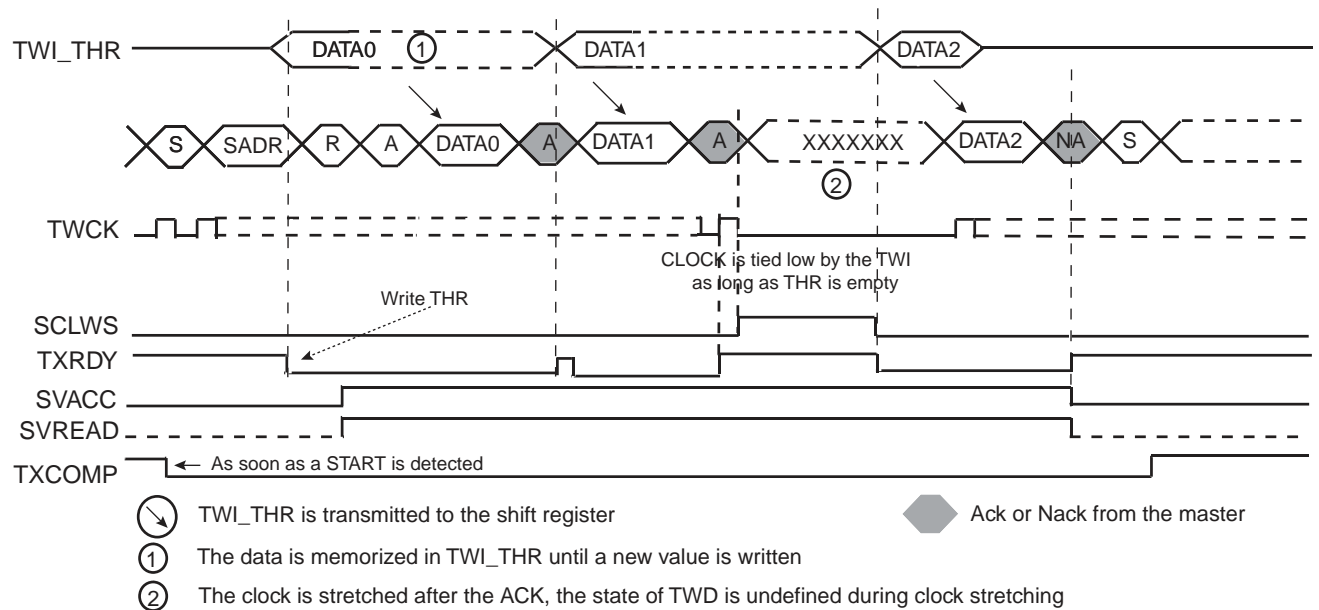 TWI_THR DATA0 1 DATA1 DATA2
S SADR R A DATA0 A DATA1 A XXXXXXX DATA2 NA S
2
TWCK
CLOCK is tied low by the TWI
as long as THR is empty
Write THR
SCLWS
TXRDY
SVACC
SVREAD
As soon as a START is detected
TXCOMP
TWI_THR is transmitted to the shift register
Ack or Nack from the master
1 The data is memorized in TWI_THR until a new value is written
2 The clock is stretched after the ACK, the state of TWD is undefined during clock stretching